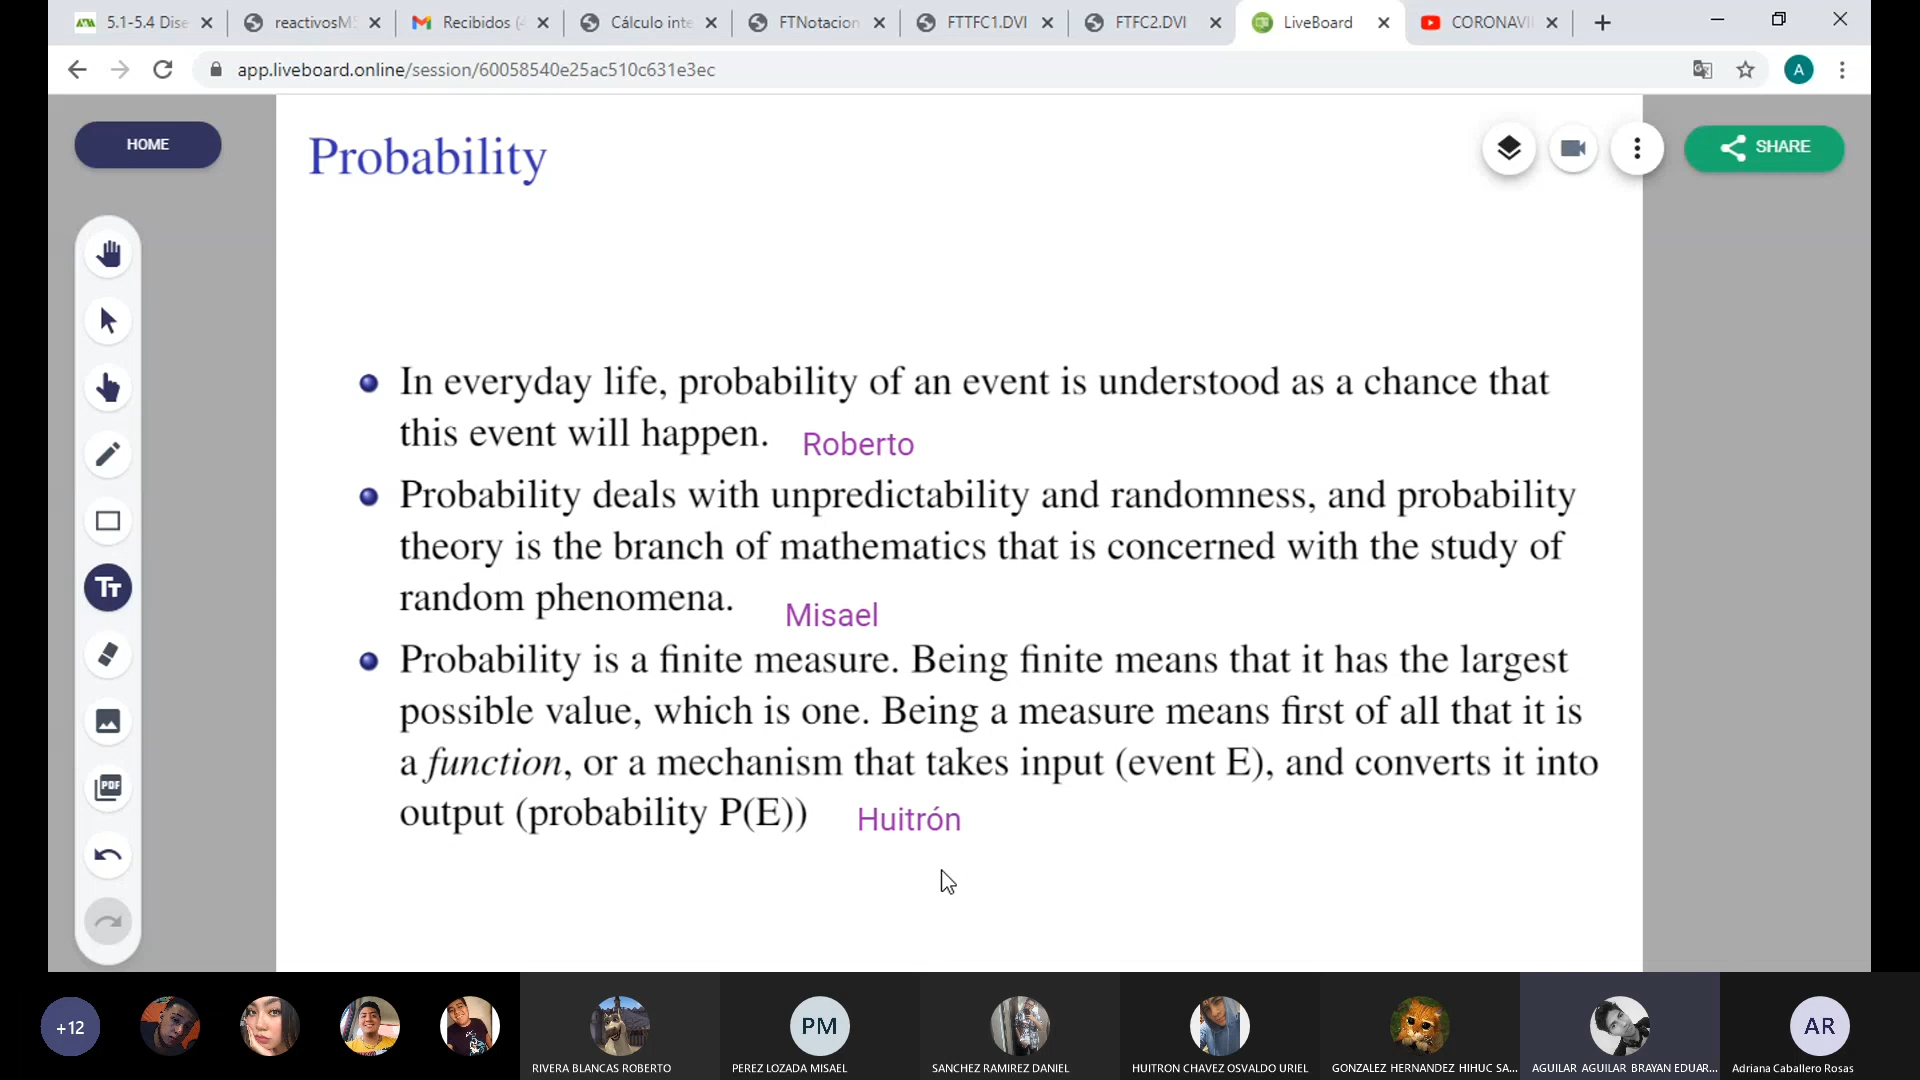 5.1-5.4 Dise
reactivosM5
Recibidos (4
Cálculo inte
FTNotacion
FTTFC1.DVI
FTFC2.DVI
LiveBoard
CORONAVI
app.liveboard.online/session/60058540e25ac510c631e3ec
A
HOME
Probability
SHARE
In everyday life, probability of an event is understood as a chance that
this event will happen.
Roberto
Probability deals with unpredictability and randomness, and probability
theory is the branch of mathematics that is concerned with the study of
random phenomena.
Misael
Probability is a finite measure. Being finite means that it has the largest
possible value, which is one. Being a measure means first of all that it is
a function, or a mechanism that takes input (event E), and converts it into
output (probability P(E))
Huitrón
TT
PDF
+12
PM
AR
RIVERA BLANCAS ROBERTO
PEREZ LOZADA MISAEL
SANCHEZ RAMIREZ DANIEL
HUITRON CHAVEZ OSVALDO URIEL
GONZALEZ HERNANDEZ HIHUC SA...
AGUILAR AGUILAR BRAYAN EDUAR...
Adriana Caballero Rosas